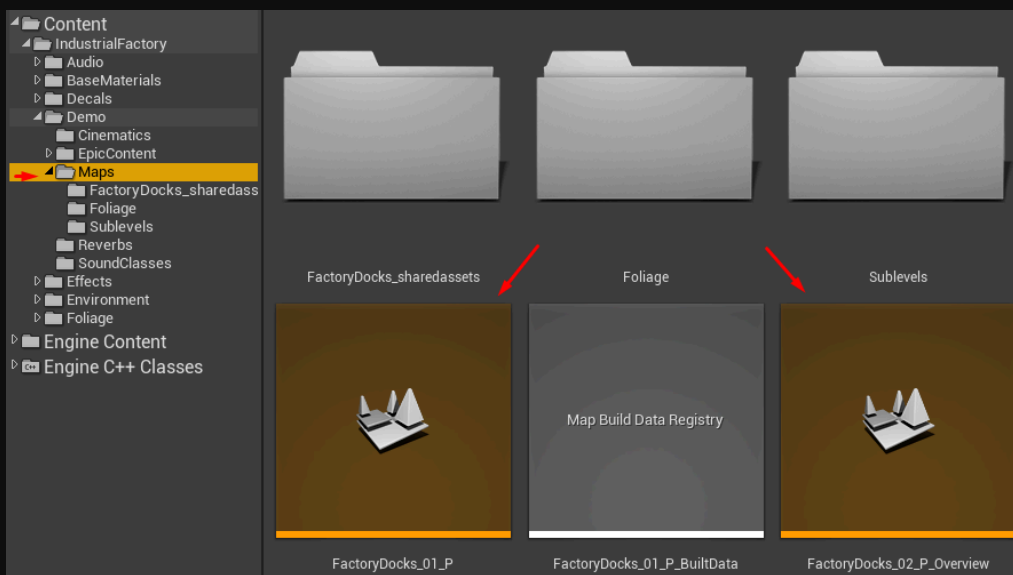 Content
IndustrialFactory
Audio
BaseMaterials
Decals
Demo
Cinematics
EpicContent
Maps
FactoryDocks_sharedass
Foliage
Sublevels
Reverbs
SoundClasses
Effects
Environment
Foliage
Engine Content
C++ Engine C++ Classes
FactoryDocks_sharedassets
Foliage
Sublevels
Map Build Data Registry
FactoryDocks_01_P
FactoryDocks_01_P_BuiltData
FactoryDocks_02_P_Overview